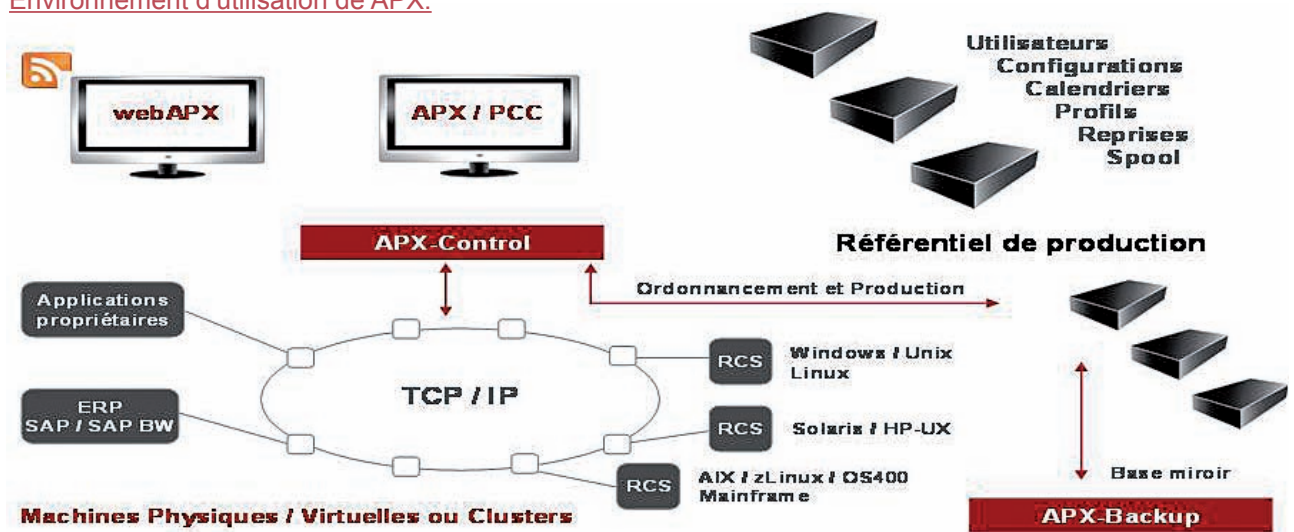 Environnement d'utilisation de APX:
webAPX
APX / PCC
Utilisateurs
Configurations
Calendriers
Profils
Reprises
Spool
APX-Control
Référentiel de production
Ordonnancement et Production
Applications
propriétaires
TCP / IP
RCS
Windows / Unix
Linux
ERP
SAP / SAP BW
RCS
Solaris / HP-UX
RCS
AIX / zLinux / OS400
Mainframe
Base miroir
Machines Physiques / Virtuelles ou Clusters
APX-Backup